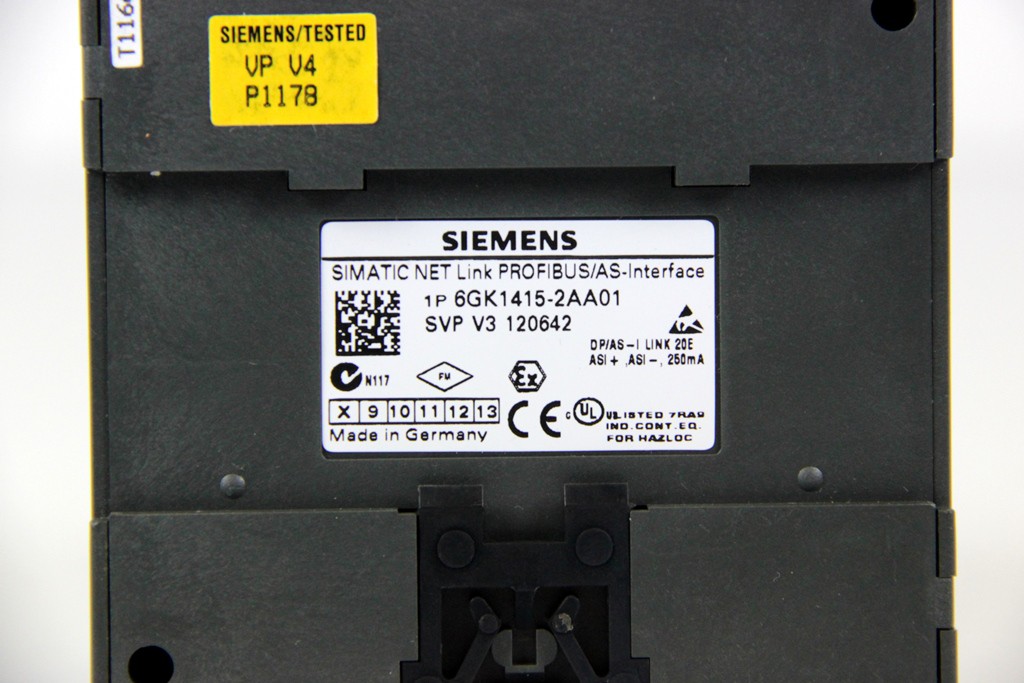 T116
SIEMENS/TESTED
VP V4
P1178
SIEMENS
SIMATIC NET Link PROFIBUS/AS-Interface
1P 6GK1415-2AA01
SVP V3 120642
DP/AS-I LINK 20E
ASI+ ,ASI-, 250mA
N117
FM
Ex
X 9 10 11 12 13
CE
c UL LISTED 7RA9
IND.CONT.EQ.
FOR HAZLOC
Made in Germany